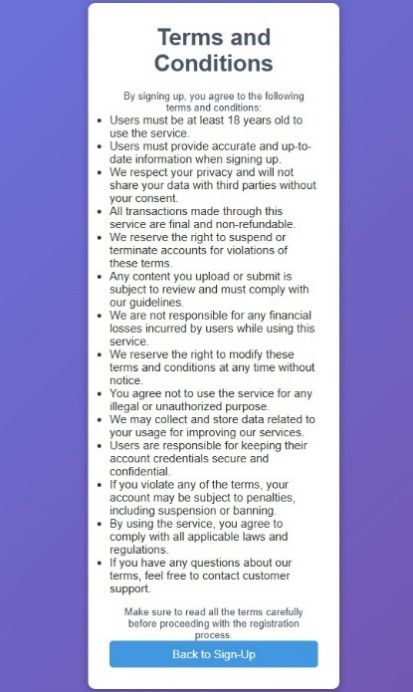 Terms and
Conditions
By signing up, you agree to the following
terms and conditions:
• Users must be at least 18 years old to
use the service.
• Users must provide accurate and up-to-
date information when signing up.
• We respect your privacy and will not
share your data with third parties without
your consent.
• All transactions made through this
service are final and non-refundable.
• We reserve the right to suspend or
terminate accounts for violations of
these terms.
• Any content you upload or submit is
subject to review and must comply with
our guidelines.
• We are not responsible for any financial
losses incurred by users while using this
service.
• We reserve the right to modify these
terms and conditions at any time without
notice.
• You agree not to use the service for any
illegal or unauthorized purpose.
• We may collect and store data related to
your usage for improving our services.
• Users are responsible for keeping their
account credentials secure and
confidential.
• If you violate any of the terms, your
account may be subject to penalties,
including suspension or banning.
• By using the service, you agree to
comply with all applicable laws and
regulations.
• If you have any questions about our
terms, feel free to contact customer
support.
Make sure to read all the terms carefully
before proceeding with the registration
process.
Back to Sign-Up